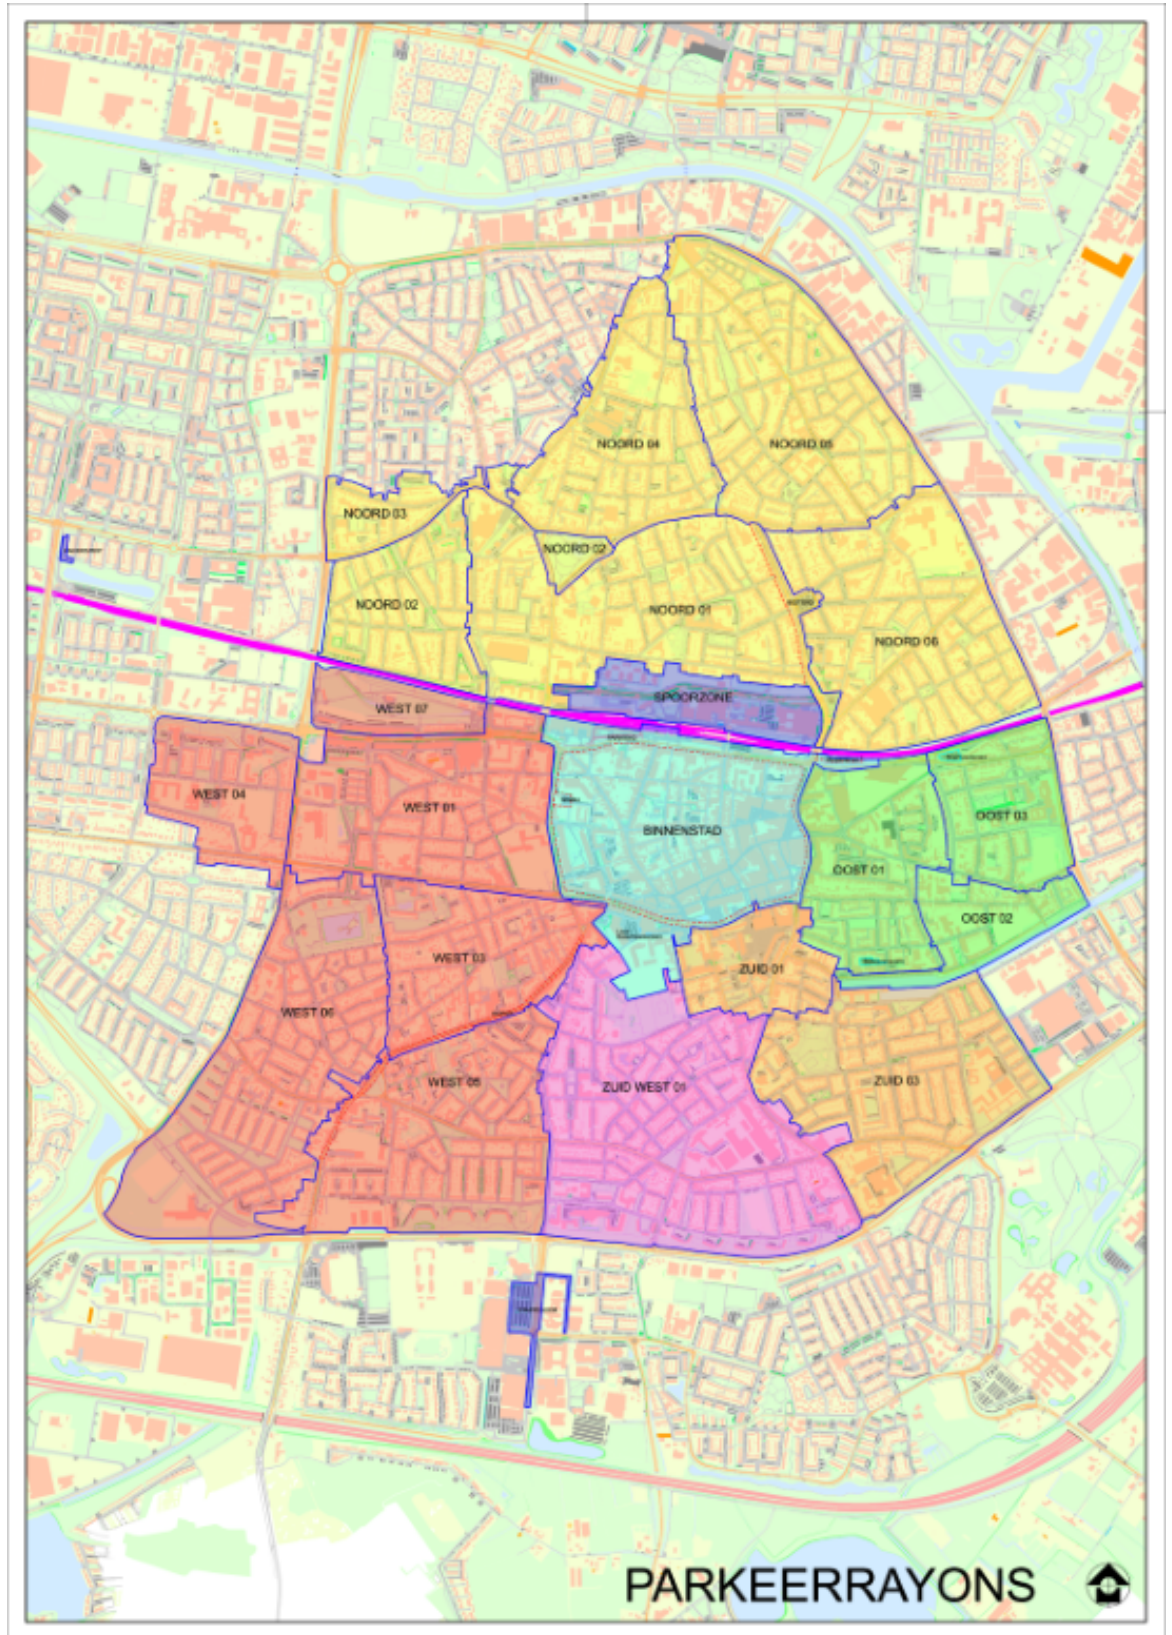 NOORD 04
NOORD 05
NOORD 03
NOORD 02
NOORD 02
NOORD 01
NOORD 06
SPOORZONE
WEST 07
WEST 04
WEST 01
BINNENSTAD
OOST 03
OOST 01
OOST 02
WEST 03
ZUID 01
WEST 06
WEST 05
ZUID WEST 01
ZUID 03
PARKEERRAYONS